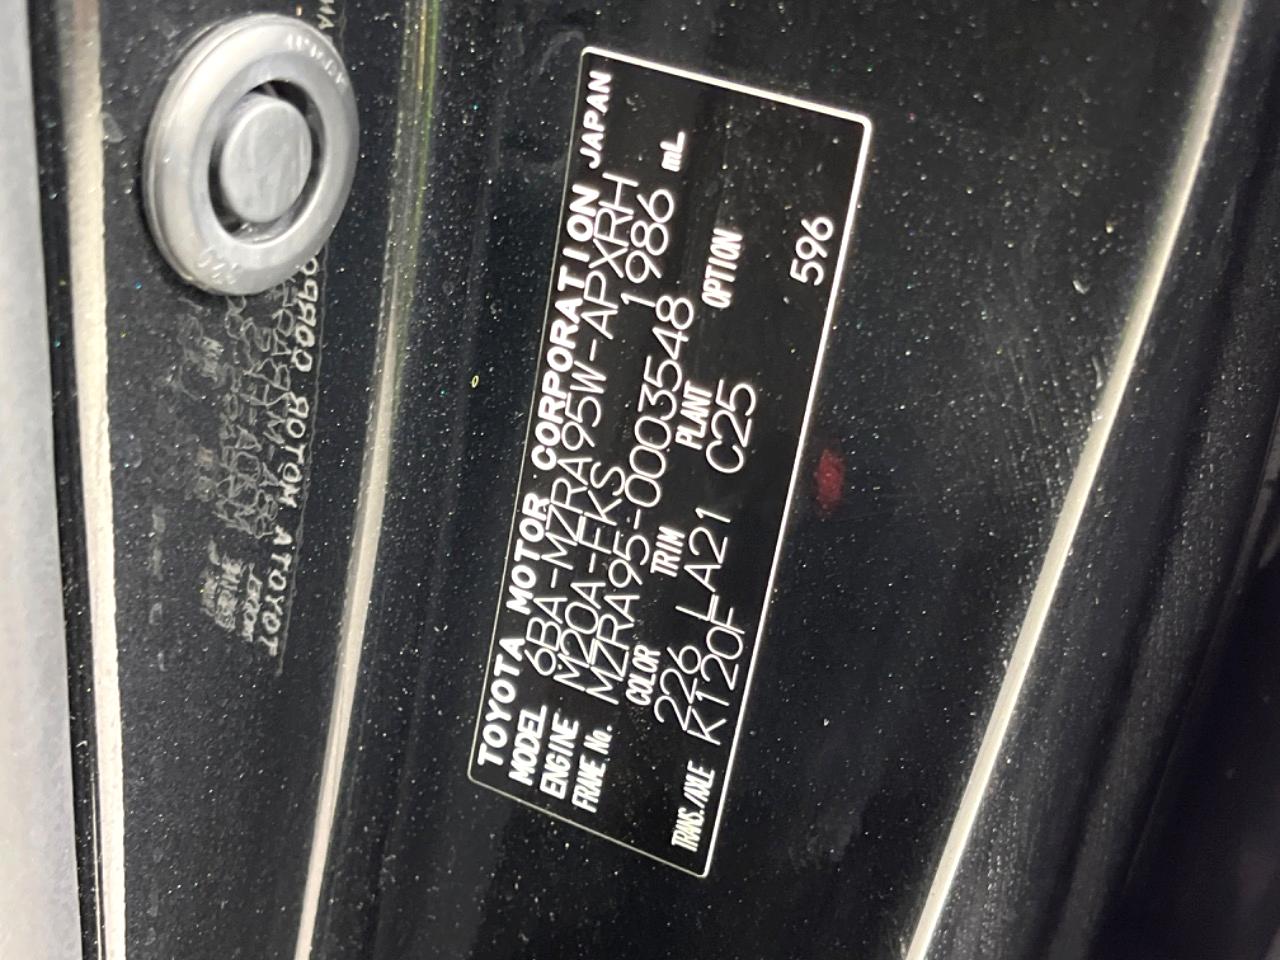 TOYOTA MOTOR CORPORATION JAPAN
MODEL 6BA-MZRA95W-APXRH
ENGINE M20A-FKS 1986 mL
FRAME No. MZRA95-0003548
COLOR TRIM PLANT OPTION
226 LA21 C25
TRANS./AXLE K120F 596